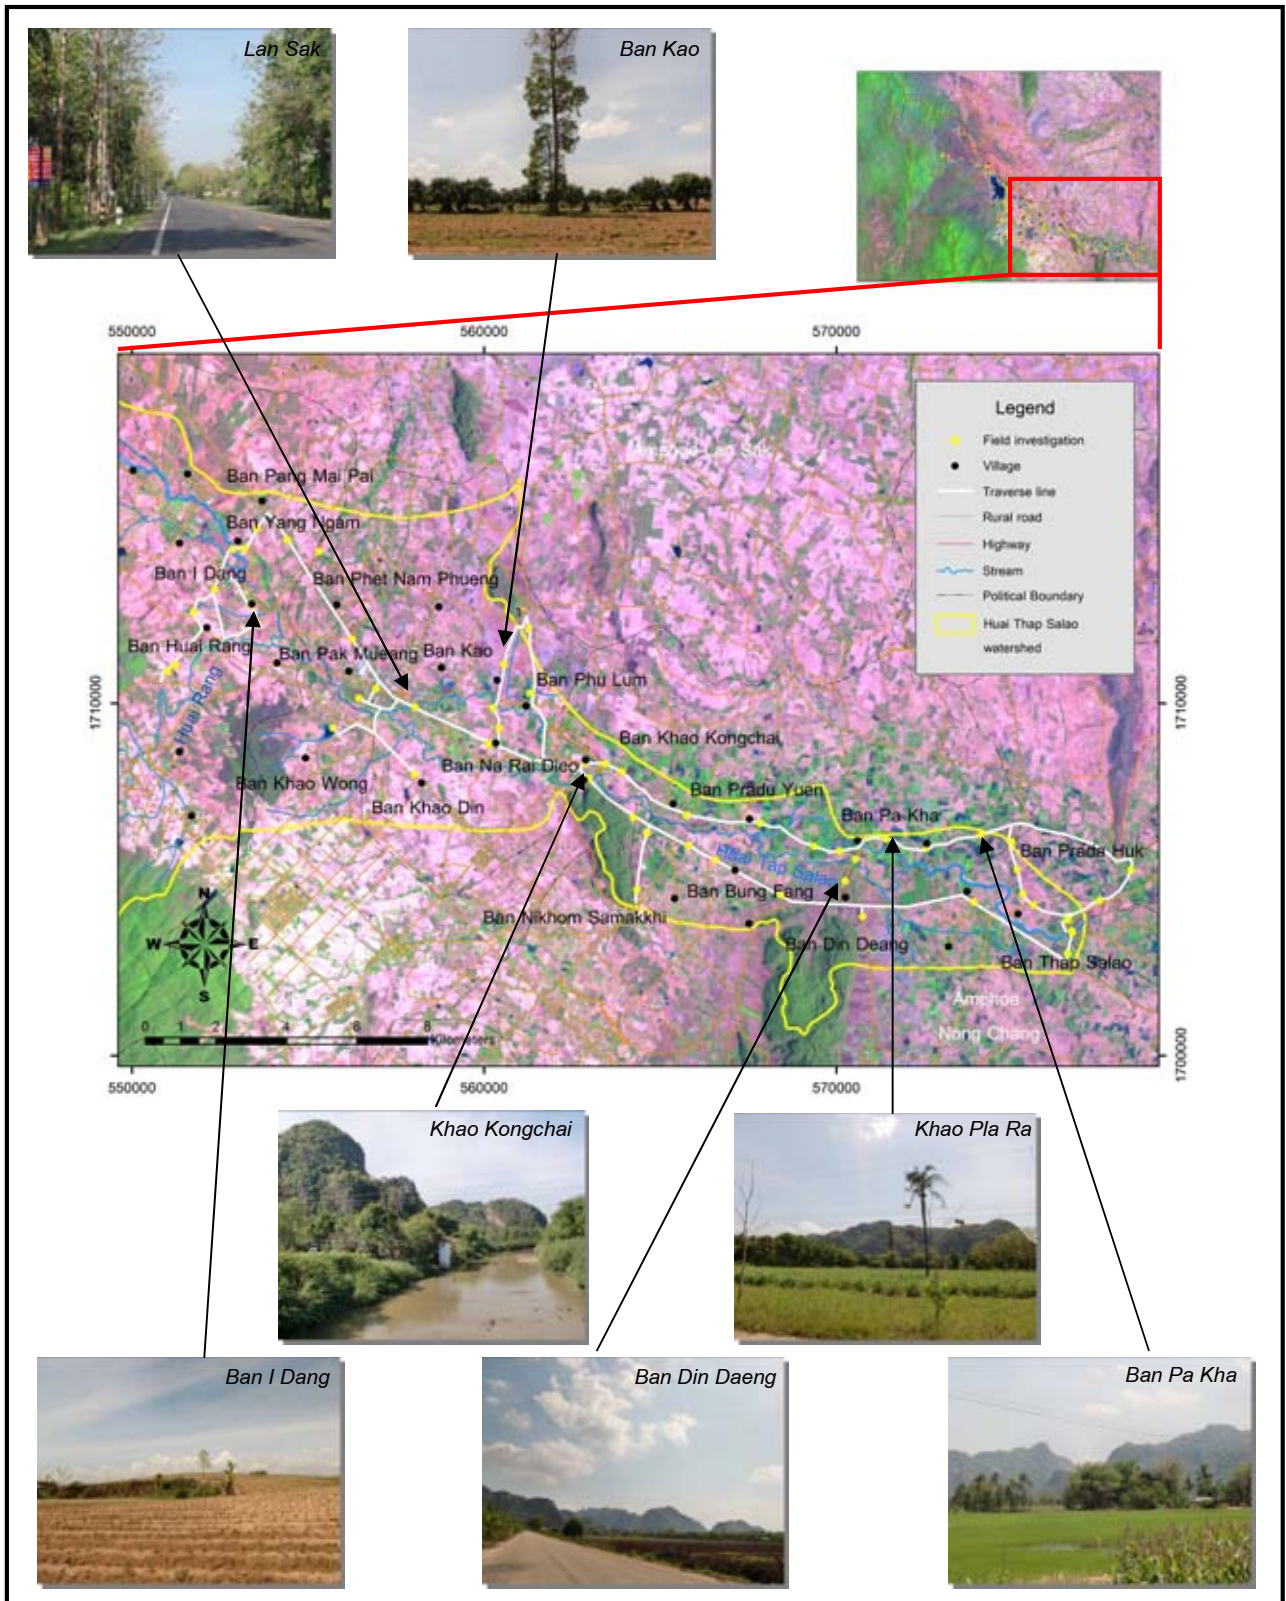 Lan Sak
Ban Kao
550000
560000
570000
Legend
Field investigation
Village
Traverse line
Rural road
Highway
Stream
Political Boundary
Huai Thap Salao
watershed
Ban Pang Mai Pai
Ban Yang Ngam
Ban I Dang
Ban Phet Nam Phueng
Ban Huai Rang
Ban Pak Mueang
Ban Kao
Huai Rang
Ban Phu Lum
1710000
1710000
Ban Khao Kongchai
Ban Na Rai Dieo
Ban Khao Wong
Ban Pradu Yuen
Ban Khao Din
Ban Pa Kha
Ban Prada Huk
Huai Tap Salao
Ban Bung Fang
Ban Nikhom Samakkhi
Ban Din Deang
Ban Thap Salao
N
W
E
S
Amphoe
Nong Chang
0 1 2 4 6 8
Kilometers
1700000
550000
560000
570000
Khao Kongchai
Khao Pla Ra
Ban I Dang
Ban Din Daeng
Ban Pa Kha